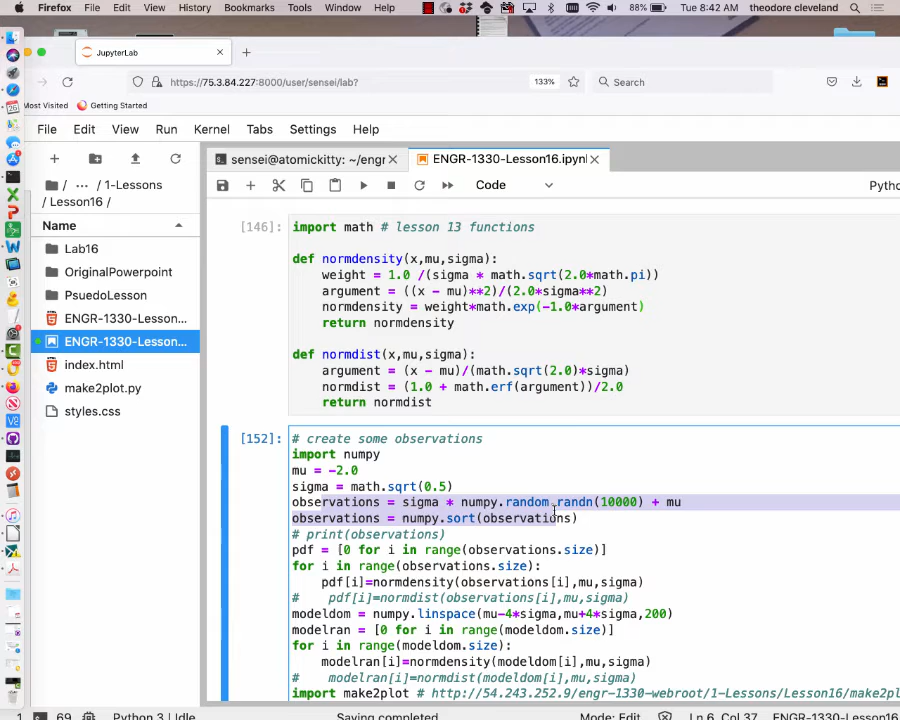 Firefox File Edit View History Bookmarks Tools Window Help 88% Tue 8:42 AM theodore cleveland
JupyterLab
https://75.3.84.227:8000/user/sensei/lab? 133% Search
Most Visited Getting Started
File Edit View Run Kernel Tabs Settings Help
sensei@atomickitty: ~/engr ENGR-1330-Lesson16.ipynl
Code
/ ... / 1-Lessons
/ Lesson16 /
Name
Lab16
OriginalPowerpoint
PsuedoLesson
ENGR-1330-Lesson...
ENGR-1330-Lesson...
index.html
make2plot.py
styles.css
[146]: import math # lesson 13 functions
def normdensity(x,mu,sigma):
weight = 1.0 /(sigma * math.sqrt(2.0*math.pi))
argument = ((x - mu)**2)/(2.0*sigma**2)
normdensity = weight*math.exp(-1.0*argument)
return normdensity
def normdist(x,mu,sigma):
argument = (x - mu)/(math.sqrt(2.0)*sigma)
normdist = (1.0 + math.erf(argument))/2.0
return normdist
[152]: # create some observations
import numpy
mu = -2.0
sigma = math.sqrt(0.5)
observations = sigma * numpy.random.randn(10000) + mu
observations = numpy.sort(observations)
# print(observations)
pdf = [0 for i in range(observations.size)]
for i in range(observations.size):
pdf[i]=normdensity(observations[i],mu,sigma)
# pdf[i]=normdist(observations[i],mu,sigma)
modeldom = numpy.linspace(mu-4*sigma,mu+4*sigma,200)
modelran = [0 for i in range(modeldom.size)]
for i in range(modeldom.size):
modelran[i]=normdensity(modeldom[i],mu,sigma)
# modelran[i]=normdist(modeldom[i],mu,sigma)
import make2plot # http://54.243.252.9/engr-1330-webroot/1-Lessons/Lesson16/make2pl
1 69 Python 3 | Idle Saving completed Mode: Edit Ln 6, Col 37 ENGR-1330-Lesson16